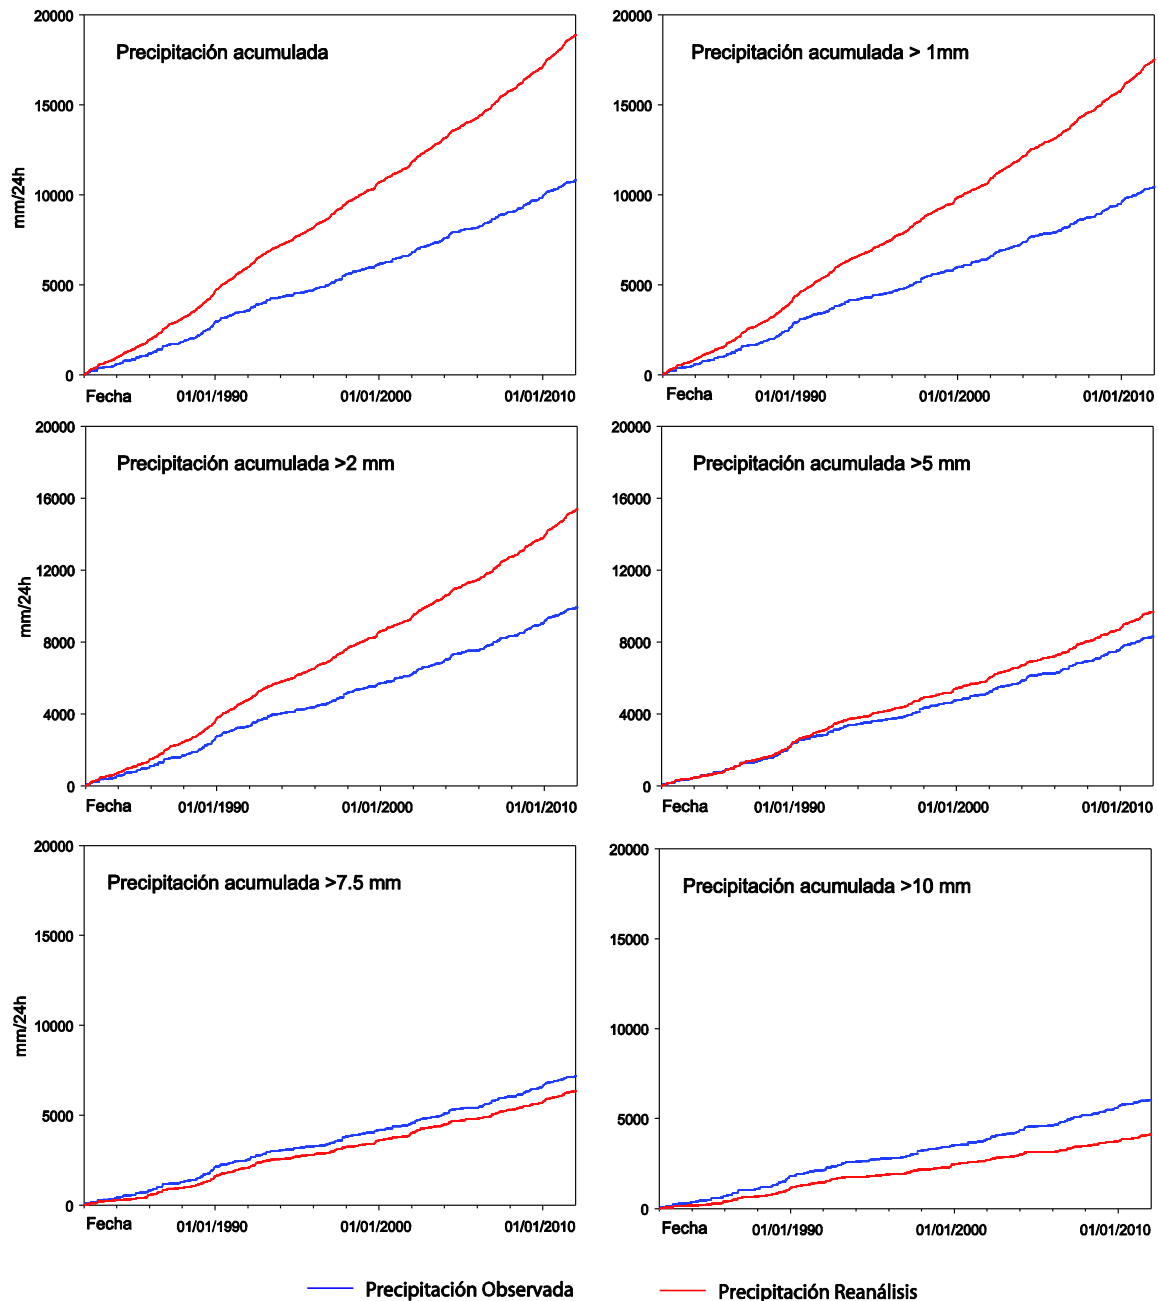 20000
Precipitación acumulada
15000
10000
5000
0
mm/24h
Fecha
01/01/1990
01/01/2000
01/01/2010
20000
Precipitación acumulada > 1mm
15000
10000
5000
0
Fecha
01/01/1990
01/01/2000
01/01/2010
20000
Precipitación acumulada >2 mm
16000
12000
8000
4000
0
mm/24h
Fecha
01/01/1990
01/01/2000
01/01/2010
20000
Precipitación acumulada >5 mm
16000
12000
8000
4000
0
Fecha
01/01/1990
01/01/2000
01/01/2010
20000
Precipitación acumulada >7.5 mm
15000
10000
5000
0
mm/24h
Fecha
01/01/1990
01/01/2000
01/01/2010
20000
Precipitación acumulada >10 mm
15000
10000
5000
0
Fecha
01/01/1990
01/01/2000
01/01/2010
Precipitación Observada
Precipitación Reanálisis